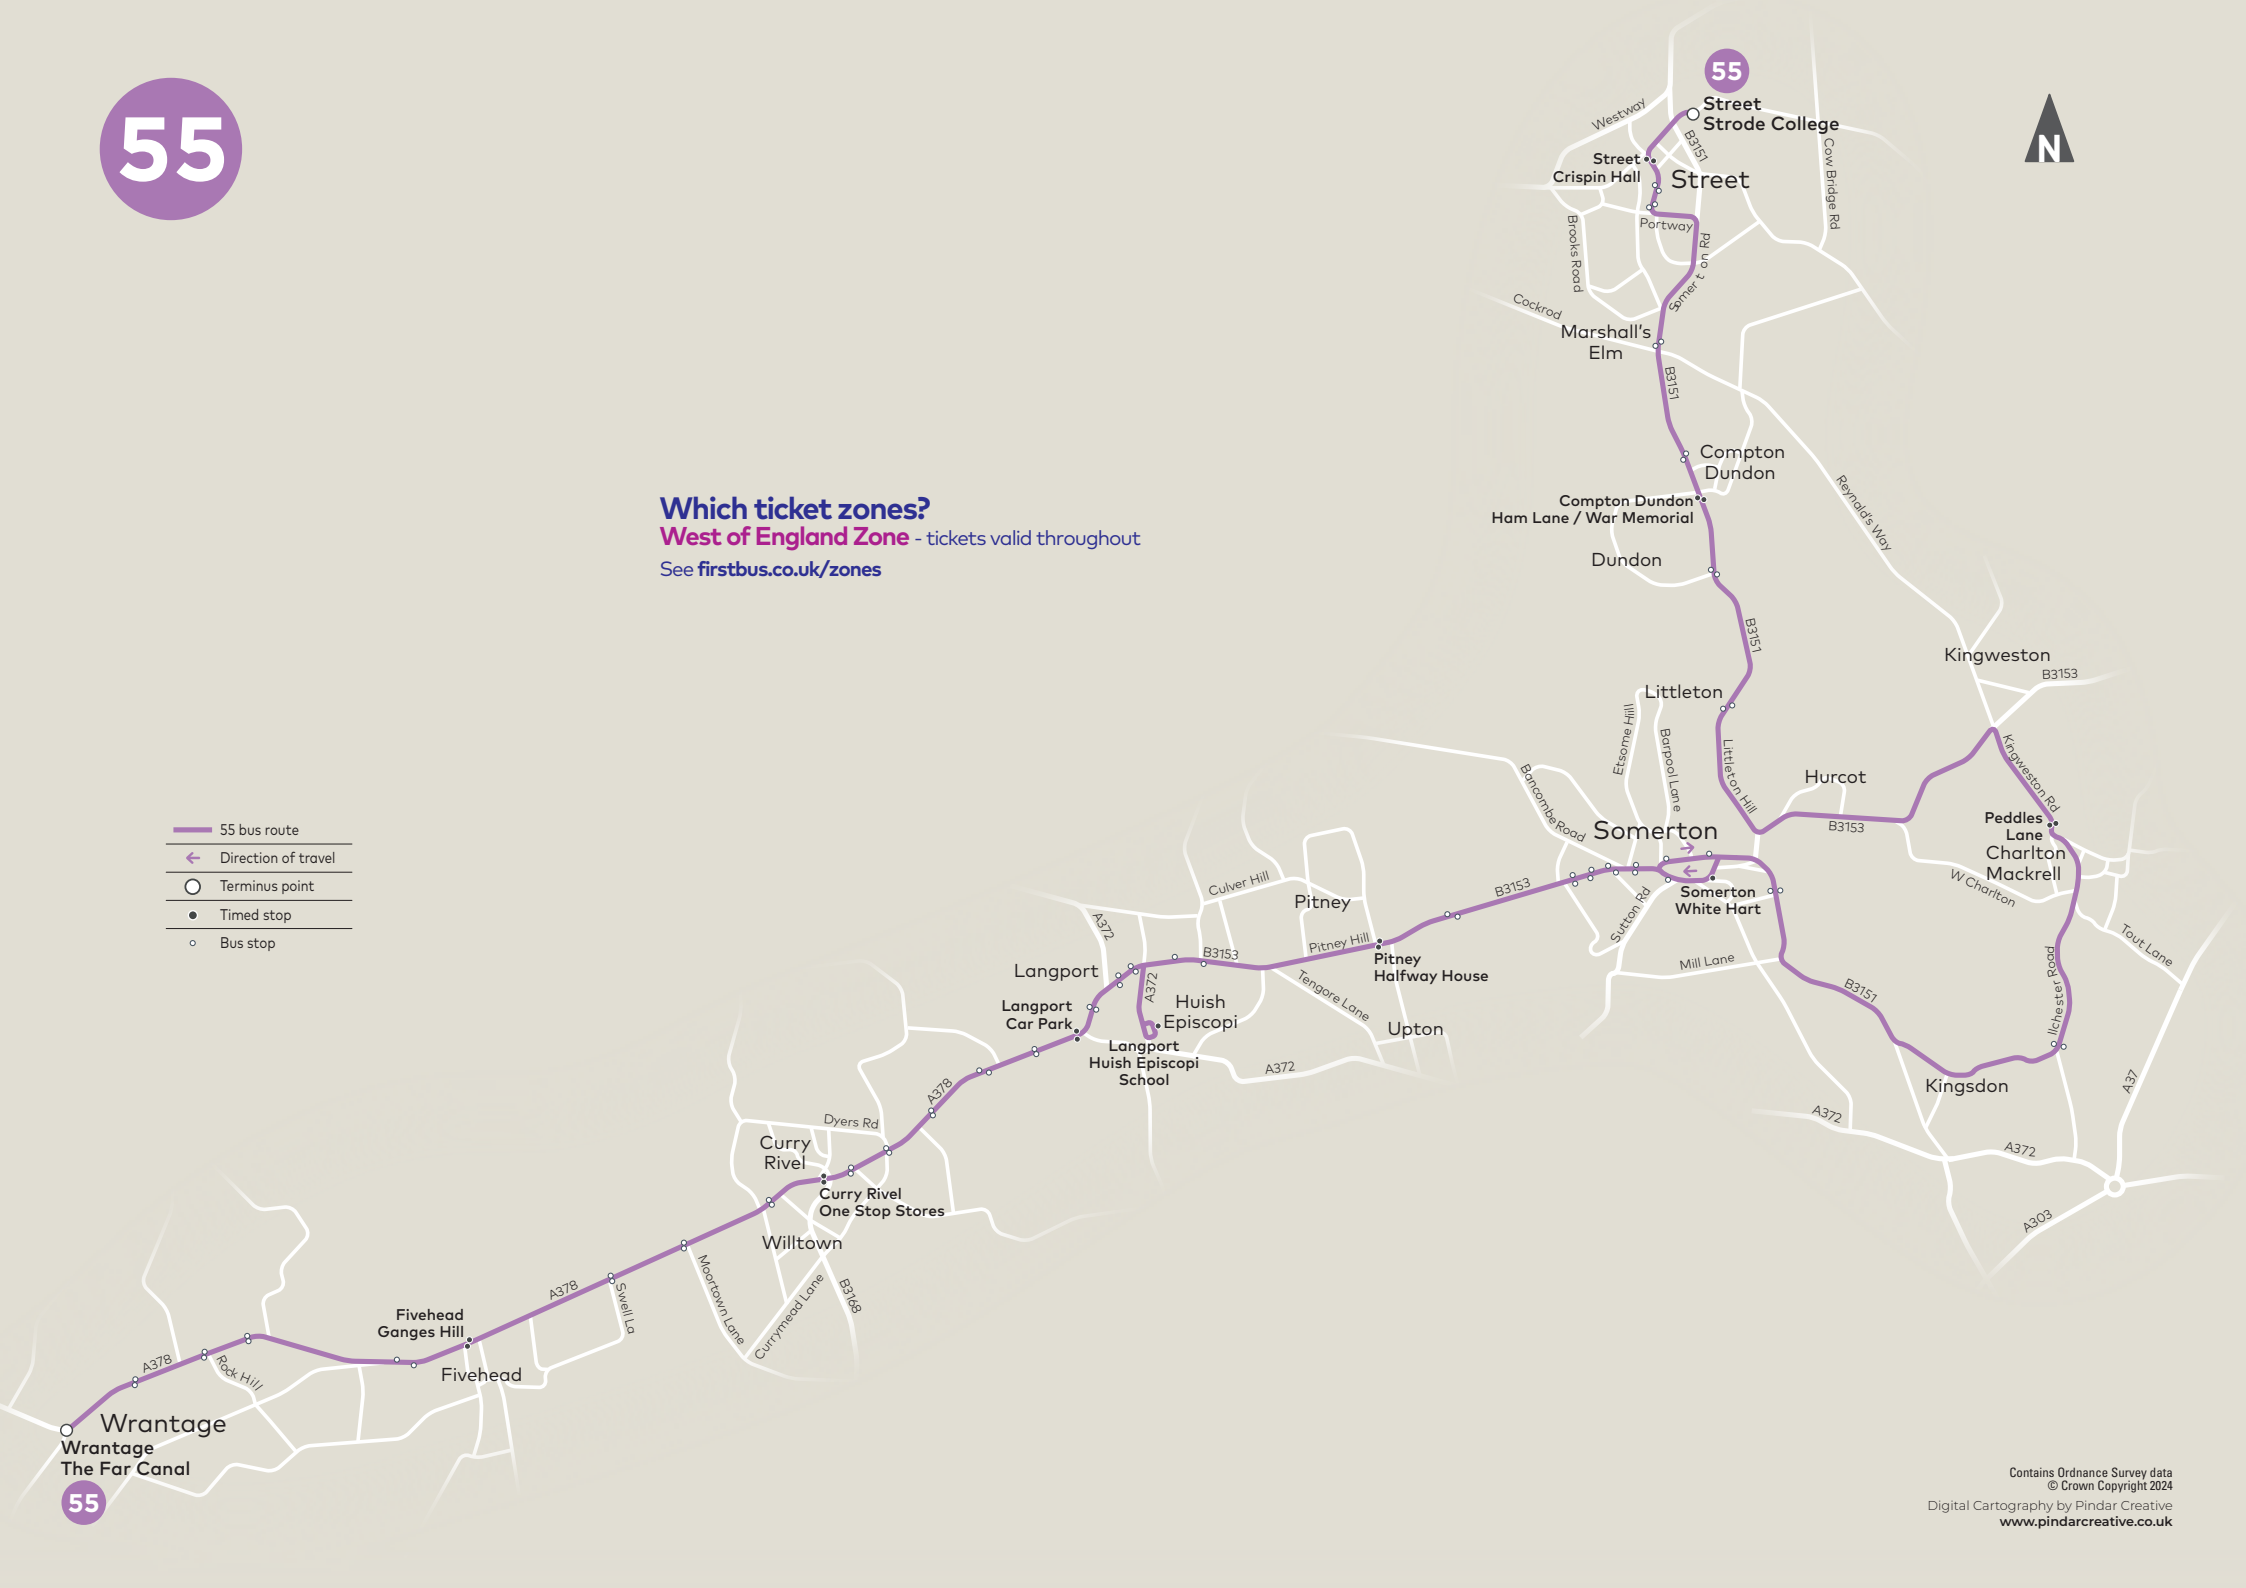 55
55
Street
Strode College
Westway
B3151
Cow Bridge Rd
N
Street
Crispin Hall
Street
Portway
Brooks Road
Somerton Rd
Cockrod
Marshall's
Elm
B3151
Compton
Dundon
Compton Dundon
Ham Lane / War Memorial
Reynald's Way
Dundon
Which ticket zones?
West of England Zone - tickets valid throughout
See firstbus.co.uk/zones
B3151
Kingweston
B3153
Littleton
Etsome Hill
Barpool Lane
Littleton Hill
Kingweston Rd
Hurcot
Bancombe Road
Somerton
B3153
Peddles
Lane
Charlton
Mackrell
W Charlton
Somerton
White Hart
Sutton Rd
B3153
Mill Lane
Tout Lane
Ilchester Road
B3151
Kingsdon
A37
A372
A372
A303
55 bus route
Direction of travel
Terminus point
Timed stop
Bus stop
Culver Hill
Pitney
Pitney Hill
Pitney
Halfway House
A372
B3153
Langport
A372
Huish
Episcopi
Tengore Lane
Upton
Langport
Car Park
Langport
Huish Episcopi
School
A372
A378
Dyers Rd
Curry
Rivel
Curry Rivel
One Stop Stores
Willtown
Moortown Lane
Currymead Lane
B3168
A378
Swell La
Fivehead
Ganges Hill
Fivehead
A378
Rock Hill
Wrantage
Wrantage
The Far Canal
55
Contains Ordnance Survey data
© Crown Copyright 2024
Digital Cartography by Pindar Creative
www.pindarcreative.co.uk